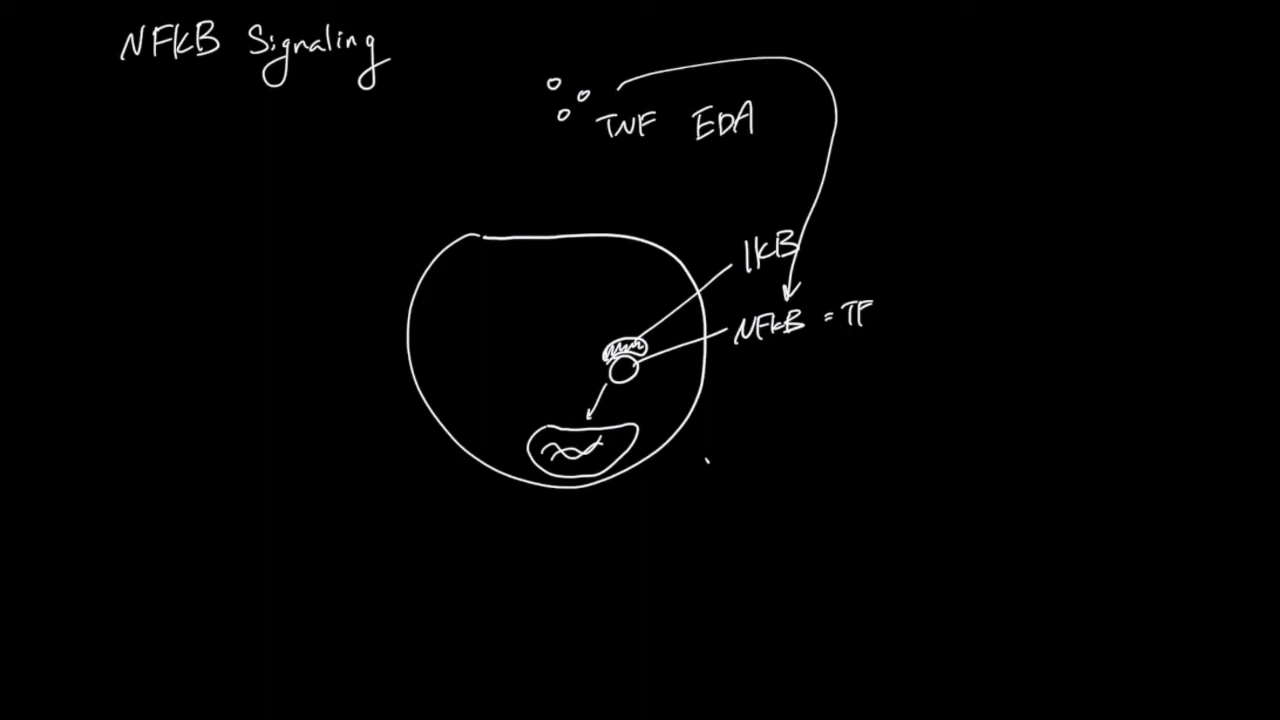 NFKB Signaling
TNF EDA
IKB
NFKB = TF